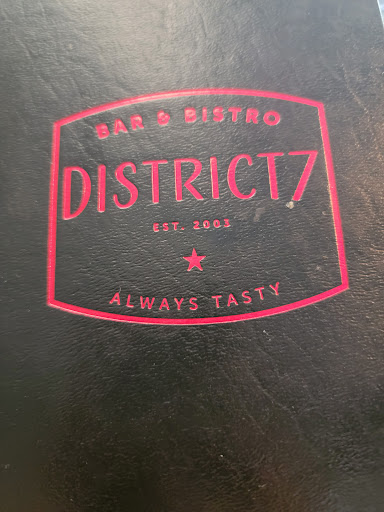 BAR & BISTRO
DISTRICT7
EST. 2003
ALWAYS TASTY